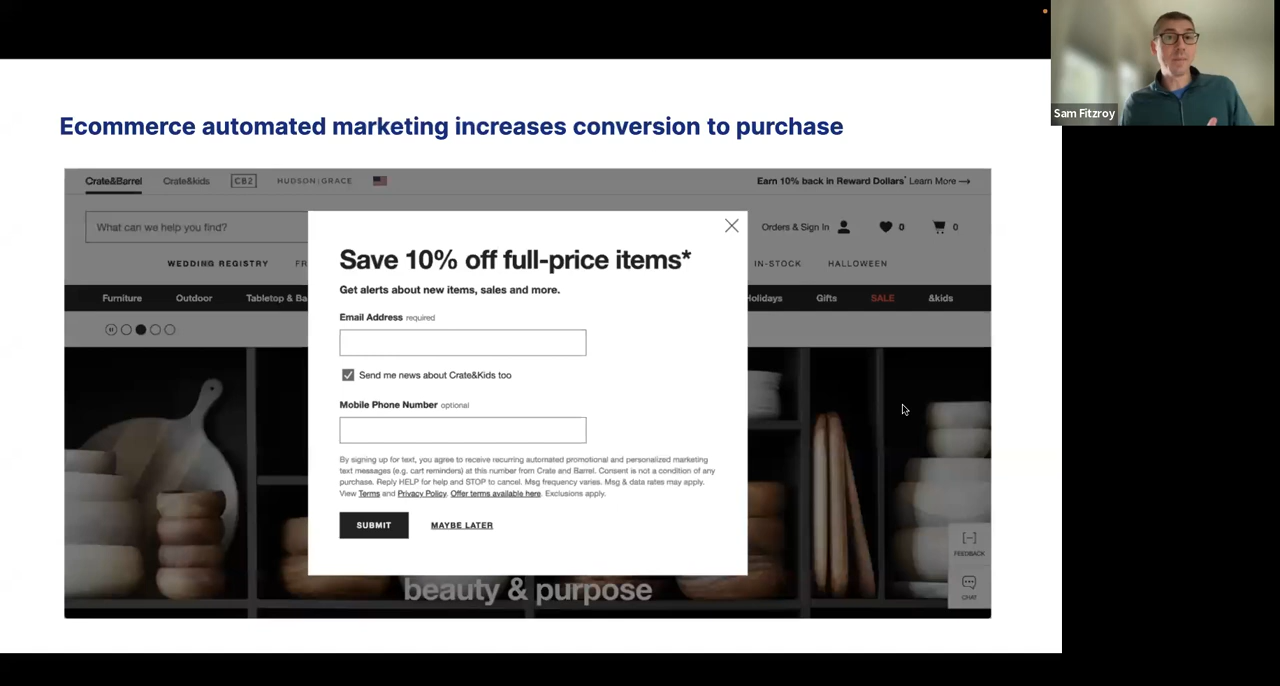 Sam Fitzroy
Ecommerce automated marketing increases conversion to purchase
Crate&Barrel Crate&kids CB2 HUDSON|GRACE Earn 10% back in Reward Dollars* Learn More →
What can we help you find? Orders & Sign In 0 0
WEDDING REGISTRY FR IN-STOCK HALLOWEEN
Furniture Outdoor Tabletop & Ba Holidays Gifts SALE &kids
Save 10% off full-price items*
Get alerts about new items, sales and more.
Email Address required
Send me news about Crate&Kids too
Mobile Phone Number optional
By signing up for text, you agree to receive recurring automated promotional and personalized marketing
text messages (e.g. cart reminders) at this number from Crate and Barrel. Consent is not a condition of any
purchase. Reply HELP for help and STOP to cancel. Msg frequency varies. Msg & data rates may apply.
View Terms and Privacy Policy. Offer terms available here. Exclusions apply.
SUBMIT MAYBE LATER
[–]
FEEDBACK
CHAT
beauty & purpose